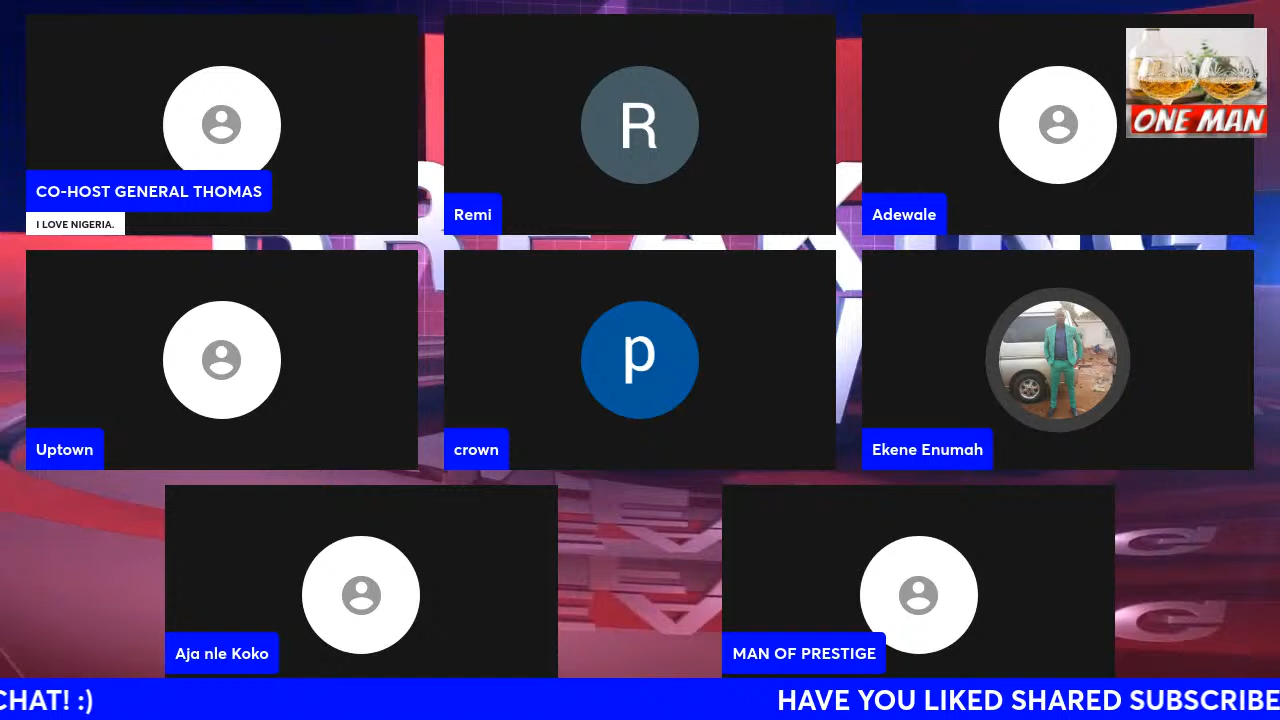 CO-HOST GENERAL THOMAS
I LOVE NIGERIA.
R
Remi
Adewale
ONE MAN
Uptown
p
crown
Ekene Enumah
Aja nle Koko
MAN OF PRESTIGE
CHAT! :) HAVE YOU LIKED SHARED SUBSCRIBE